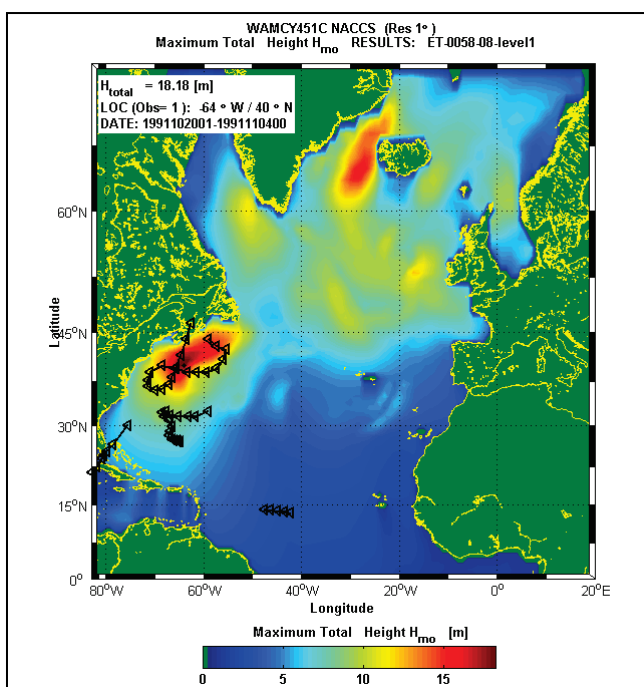 WAMCY451C NACCS (Res 1°)
Maximum Total Height Hmo RESULTS: ET-0058-08-level1
Htotal = 18.18 [m]
LOC (Obs= 1 ): -64 ° W / 40 ° N
DATE: 1991102001-1991110400
60°N
45°N
30°N
15°N
0°
Latitude
80°W 60°W 40°W 20°W 0° 20°E
Longitude
Maximum Total Height Hmo [m]
0 5 10 15